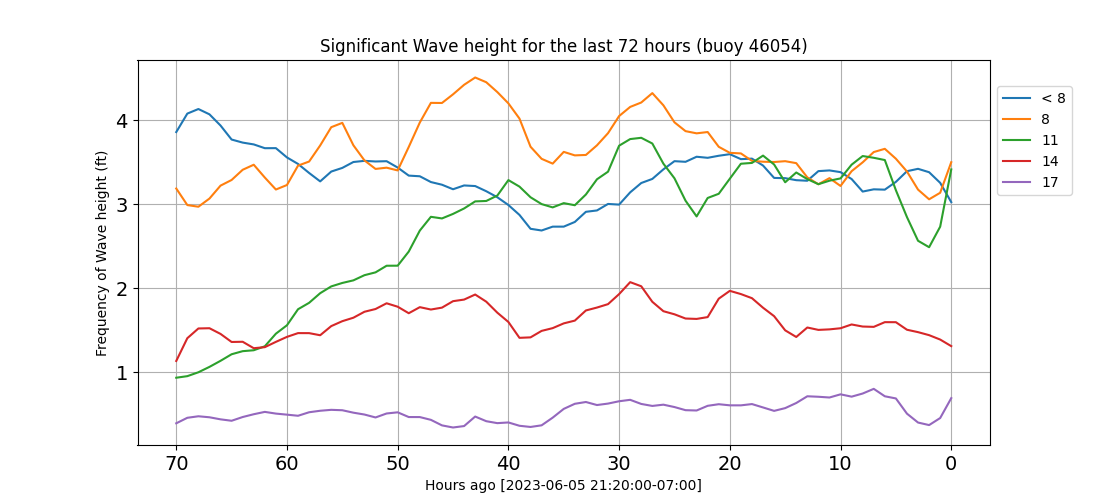 Significant Wave height for the last 72 hours (buoy 46054)
Frequency of Wave height (ft)
4
3
2
1
70 60 50 40 30 20 10 0
Hours ago [2023-06-05 21:20:00-07:00]
< 8
8
11
14
17